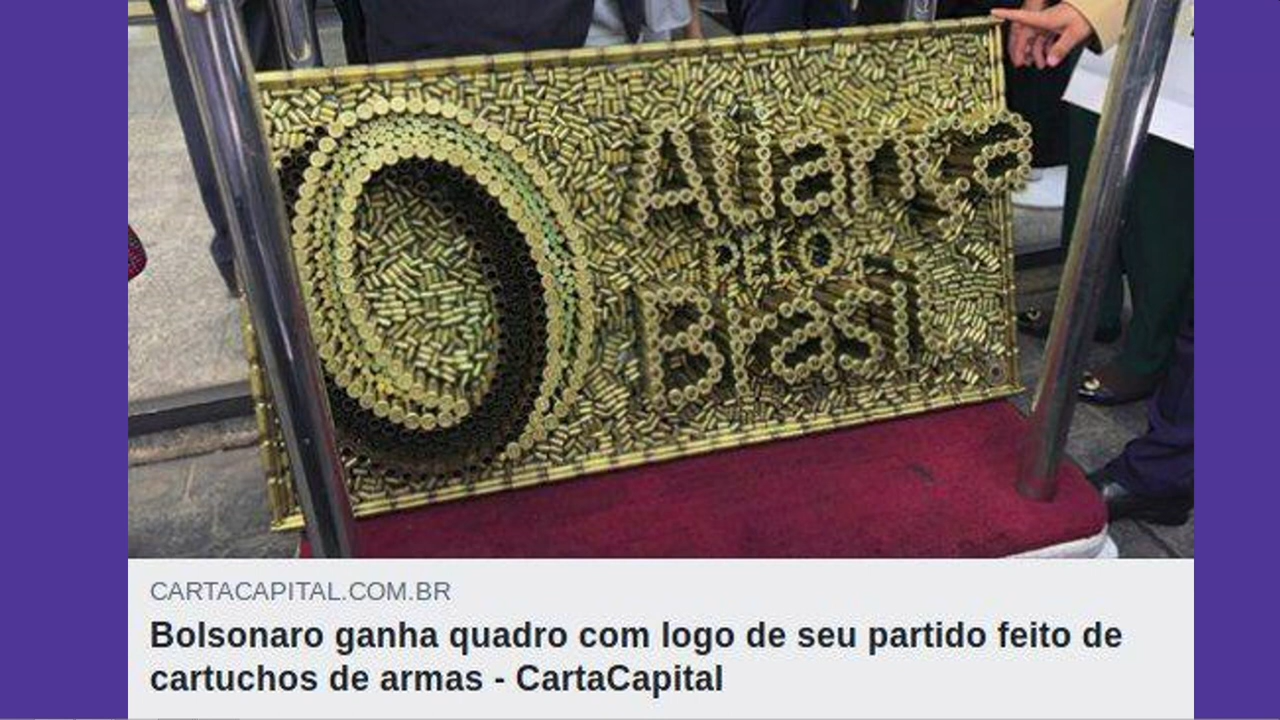 Aliança
PELO
Brasil
CARTACAPITAL.COM.BR
Bolsonaro ganha quadro com logo de seu partido feito de
cartuchos de armas - CartaCapital